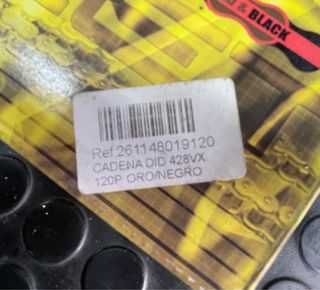 & BLACK
Ref.261148019120
CADENA DID 428VX
120P. ORO/NEGRO